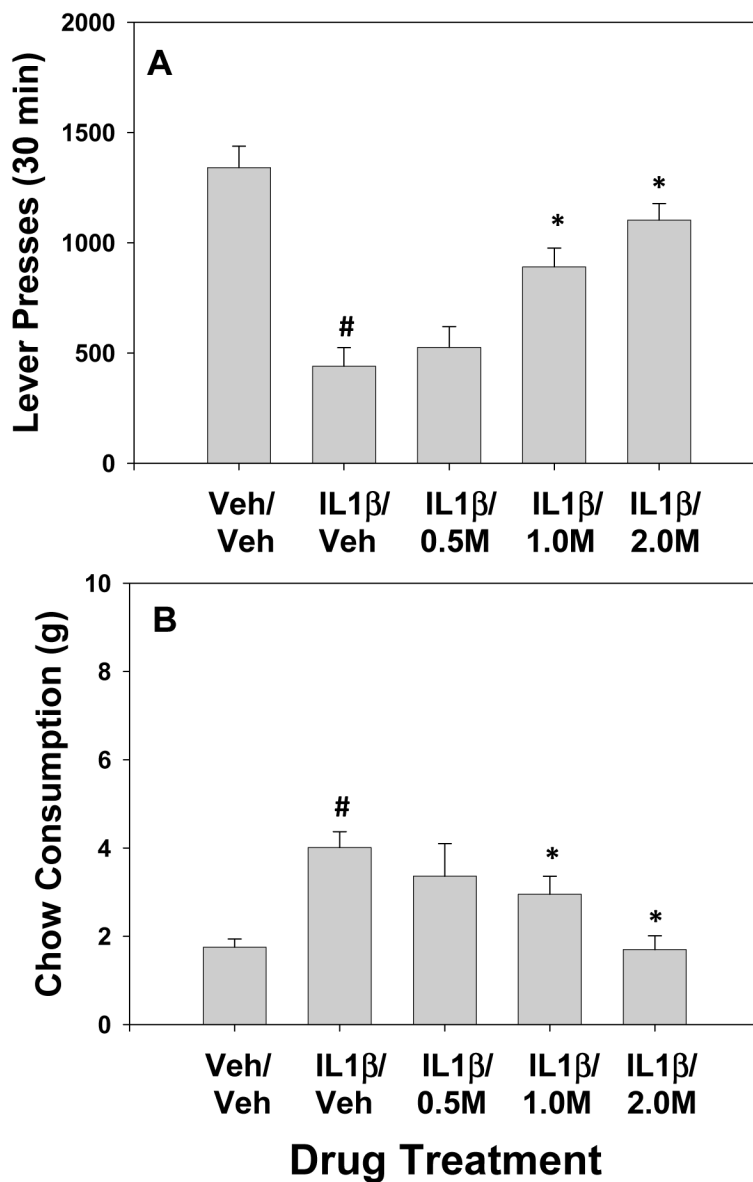 2000
A
1500
1000
500
0
Lever Presses (30 min)
#
*
*
Veh/ IL1β/ IL1β/ IL1β/ IL1β/
Veh Veh 0.5M 1.0M 2.0M
10
B
8
6
4
2
0
Chow Consumption (g)
#
*
*
Veh/ IL1β/ IL1β/ IL1β/ IL1β/
Veh Veh 0.5M 1.0M 2.0M
Drug Treatment